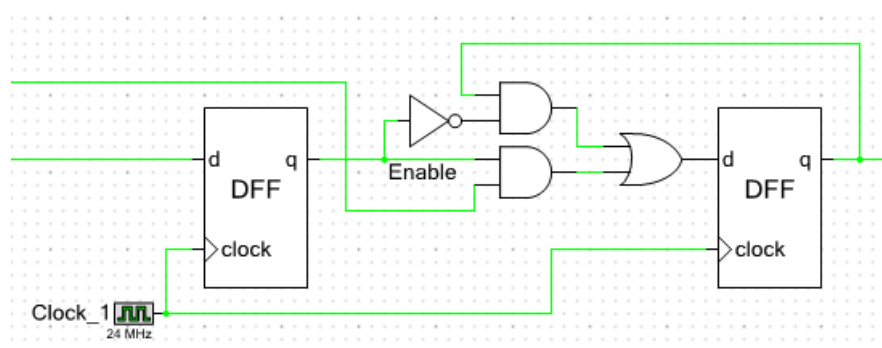 d q
DFF
clock
Enable
d q
DFF
clock
Clock_1
24 MHz